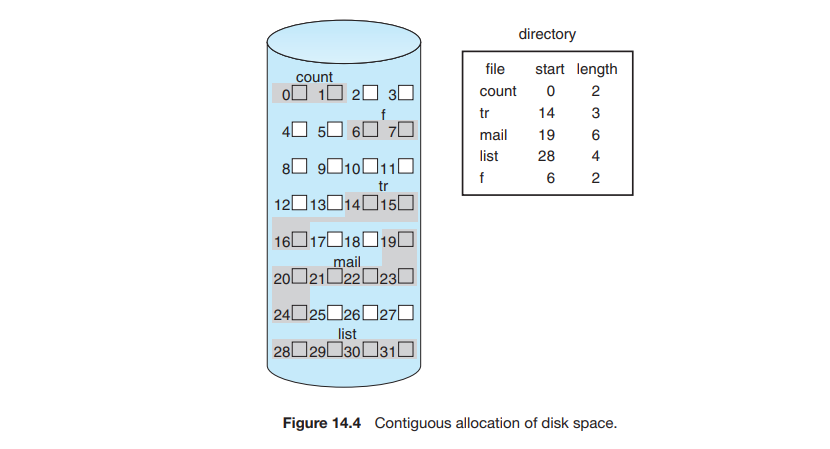 count
0 1 2 3
f
4 5 6 7
8 9 10 11
tr
12 13 14 15
16 17 18 19
mail
20 21 22 23
24 25 26 27
list
28 29 30 31
directory
file start length
count 0 2
tr 14 3
mail 19 6
list 28 4
f 6 2
Figure 14.4 Contiguous allocation of disk space.